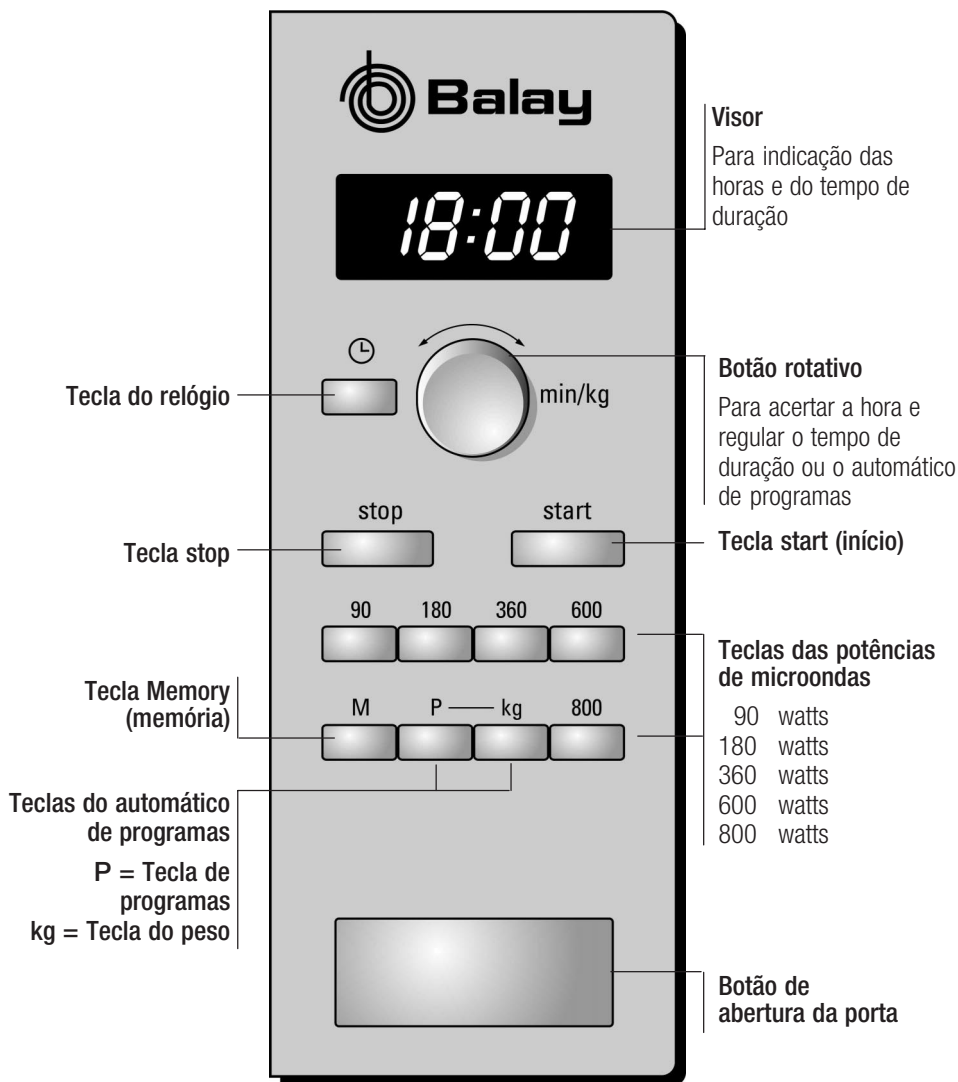 Balay
18:00
Visor
Para indicação das
horas e do tempo de
duração
Tecla do relógio
min/kg
Botão rotativo
Para acertar a hora e
regular o tempo de
duração ou o automático
de programas
stop start
Tecla stop
Tecla start (início)
90 180 360 600
Tecla Memory
(memória)
M P kg 800
Teclas das potências
de microondas
90 watts
180 watts
360 watts
600 watts
800 watts
Teclas do automático
de programas
P = Tecla de
programas
kg = Tecla do peso
Botão de
abertura da porta